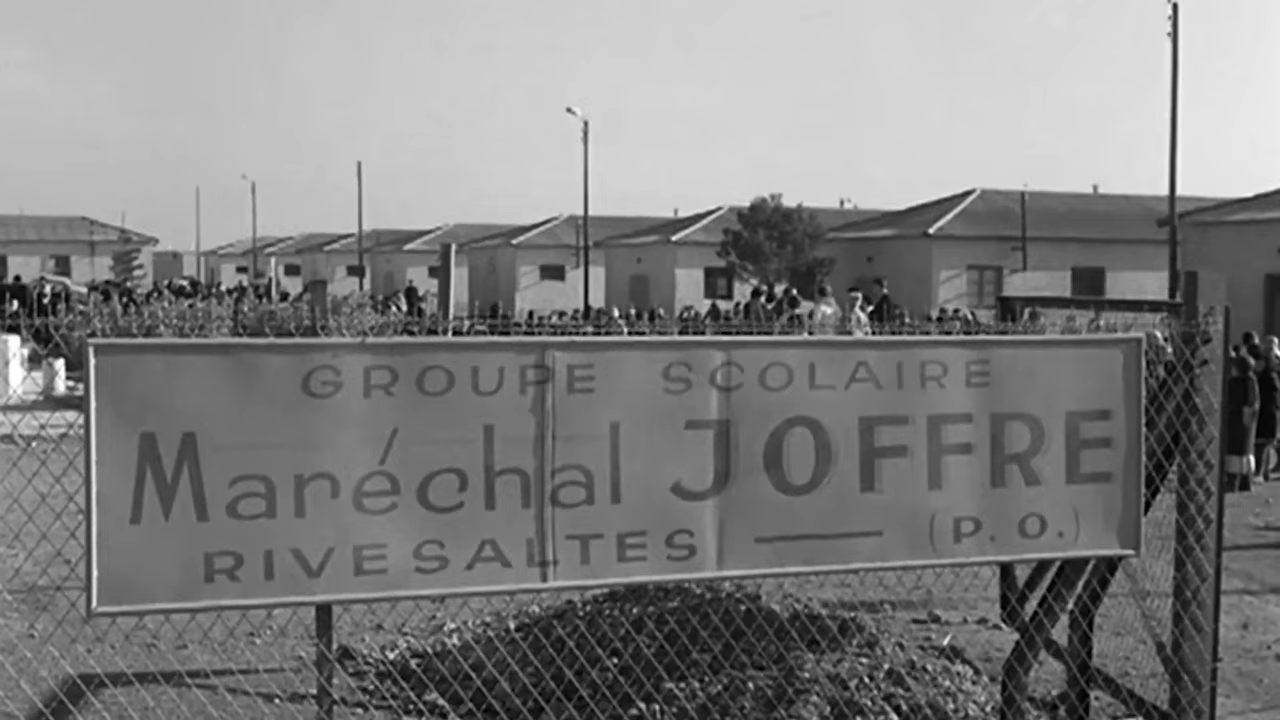 GROUPE SCOLAIRE
Maréchal JOFFRE
RIVESALTES — (P. O.)